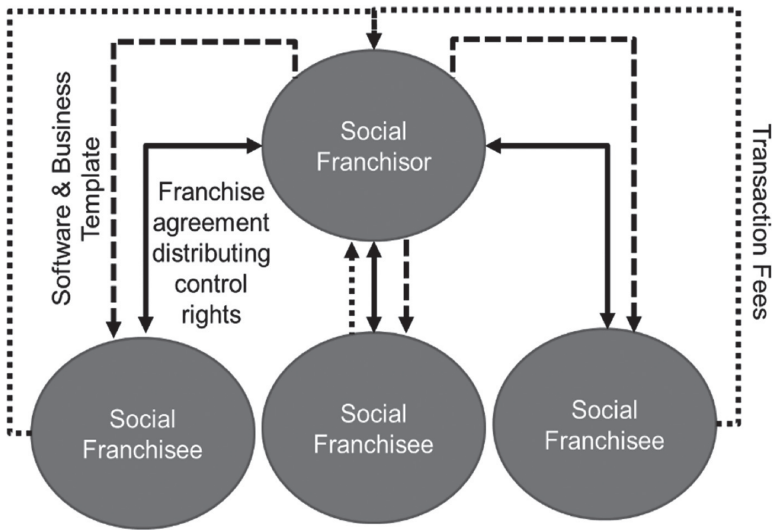 Social
Franchisor
Software & Business
Template
Franchise
agreement
distributing
control
rights
Transaction Fees
Social
Franchisee
Social
Franchisee
Social
Franchisee